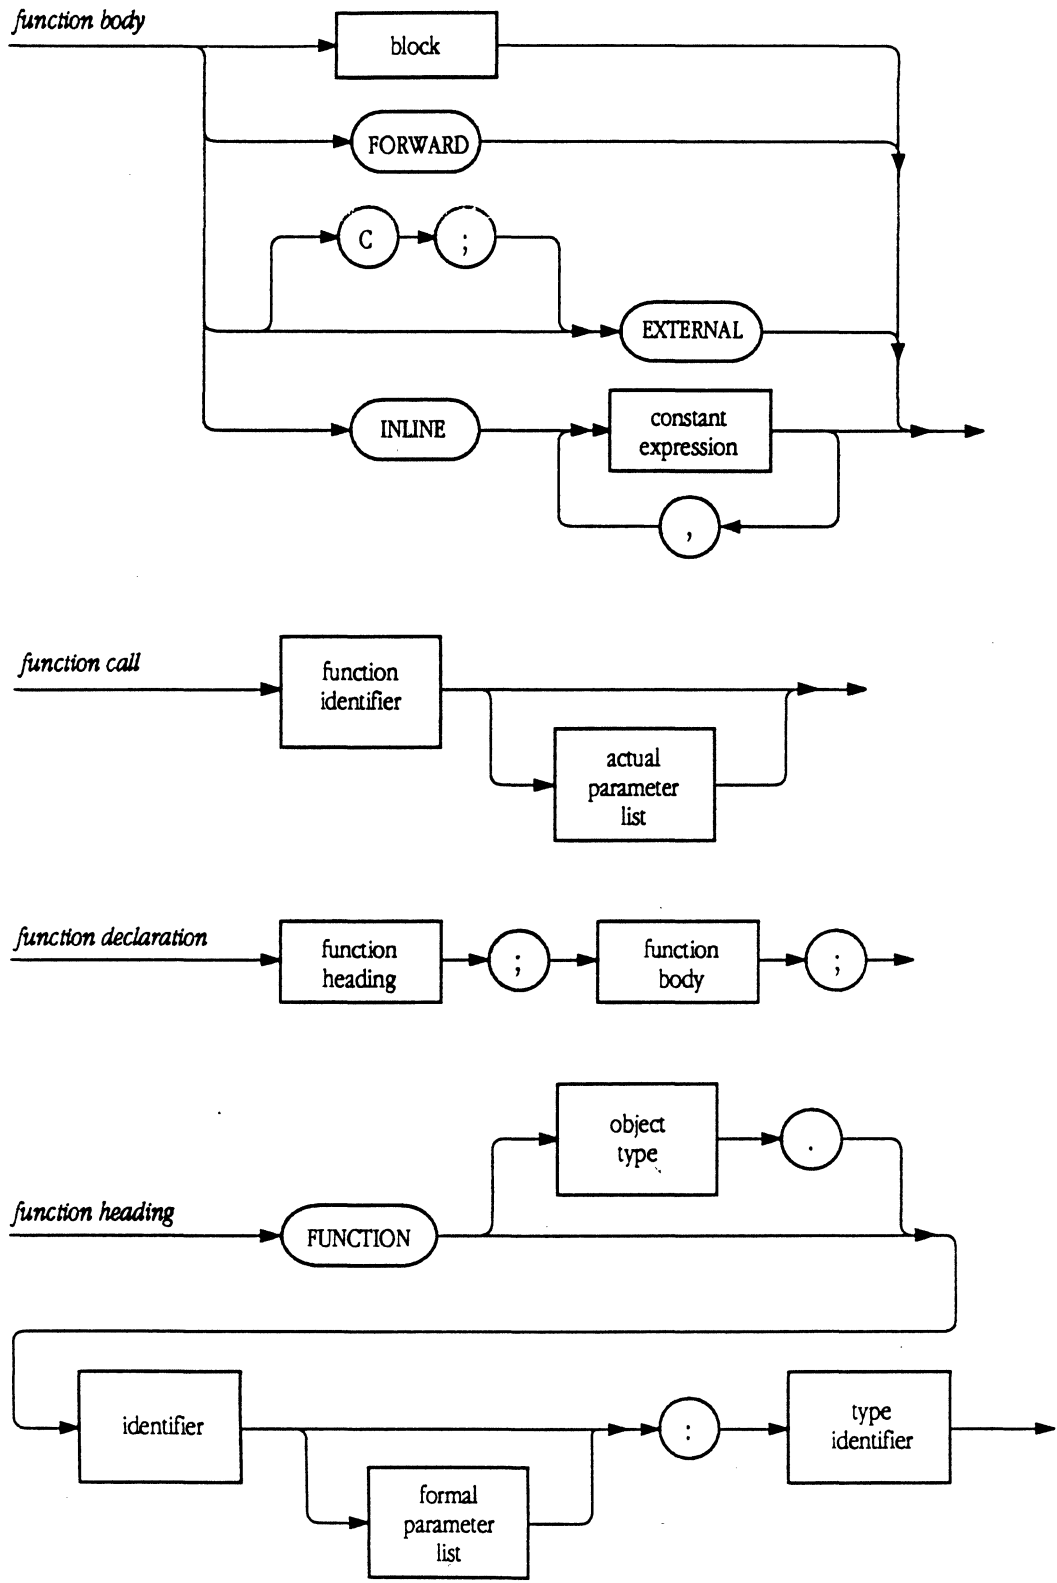 function body
block
FORWARD
C
;
EXTERNAL
INLINE
constant
expression
,
function call
function
identifier
actual
parameter
list
function declaration
function
heading
;
function
body
;
object
type
.
function heading
FUNCTION
identifier
formal
parameter
list
:
type
identifier